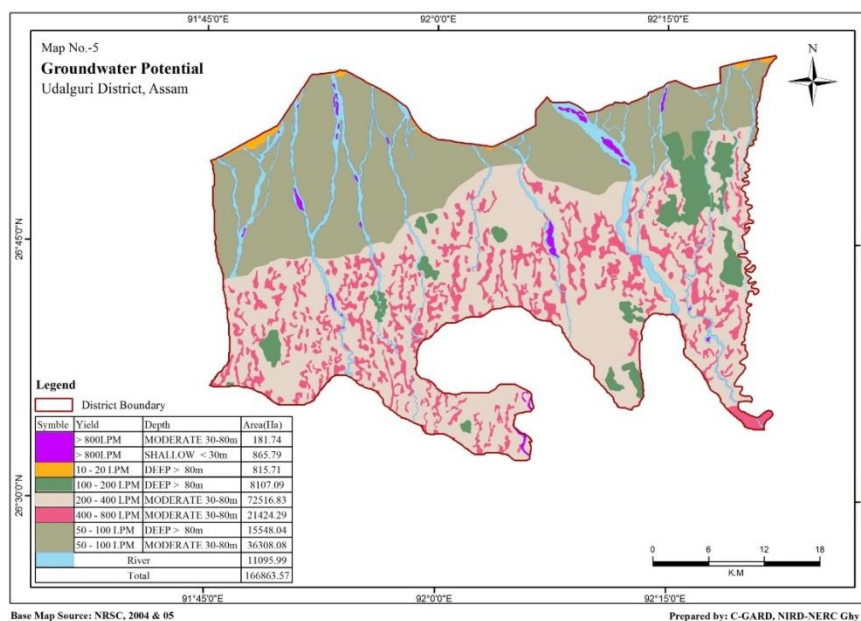 91°45'0"E 92°0'0"E 92°15'0"E
Map No.-5
Groundwater Potential
Udalguri District, Assam
N
26°45'0"N
26°30'0"N
Legend
District Boundary
Symble Yield Depth Area(Ha)
> 800LPM MODERATE 30-80m 181.74
> 800LPM SHALLOW < 30m 865.79
10 - 20 LPM DEEP > 80m 815.71
100 - 200 LPM DEEP > 80m 8107.09
200 - 400 LPM MODERATE 30-80m 72516.83
400 - 800 LPM MODERATE 30-80m 21424.29
50 - 100 LPM DEEP > 80m 15548.04
50 - 100 LPM MODERATE 30-80m 36308.08
River 11095.99
Total 166863.57
0 6 12 18
K.M
91°45'0"E 92°0'0"E 92°15'0"E
Base Map Source: NRSC, 2004 & 05 Prepared by: C-GARD, NIRD-NERC Ghy